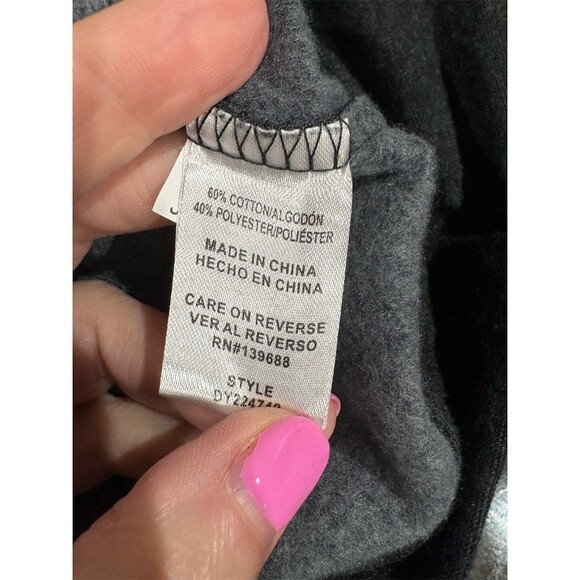 60% COTTON/ALGODÓN
40% POLYESTER/POLIÉSTER
MADE IN CHINA
HECHO EN CHINA
CARE ON REVERSE
VER AL REVERSO
RN#139688
STYLE